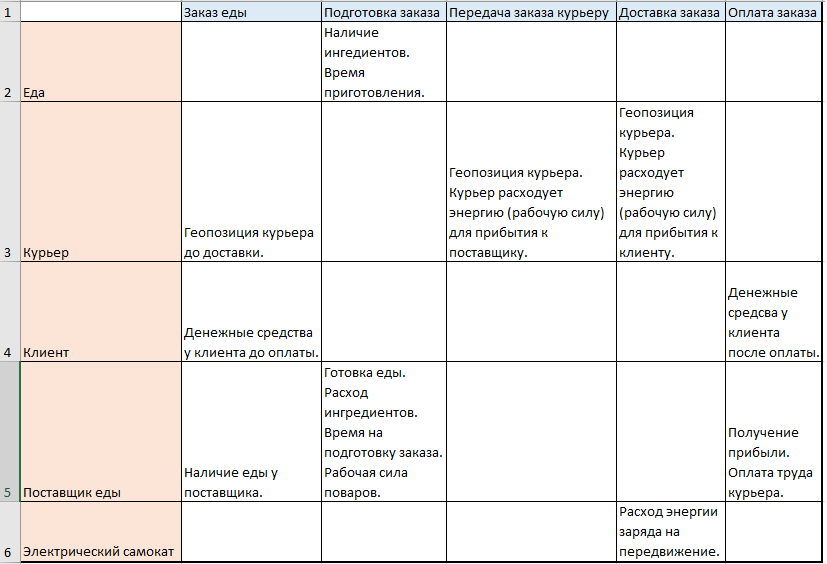 1 Заказ еды Подготовка заказа Передача заказа курьеру Доставка заказа Оплата заказа
Наличие
ингедиентов.
Время
2 Еда приготовления.
Геопозиция
курьера.
Курьер
Геопозиция курьера. расходует
Курьер расходует энергию
энергию (рабочую силу) (рабочую силу)
Геопозиция курьера для прибытия к для прибытия к
3 Курьер до доставки. поставщику. клиенту.
Денежные
средсва у
Денежные средства клиента
4 Клиент у клиента до оплаты. после оплаты.
Готовка еды.
Расход
ингредиентов.
Время на Получение
подготовку заказа. прибыли.
Наличие еды у Рабочая сила Оплата труда
5 Поставщик еды поставщика. поваров. курьера.
Расход энергии
заряда на
6 Электрический самокат передвижение.